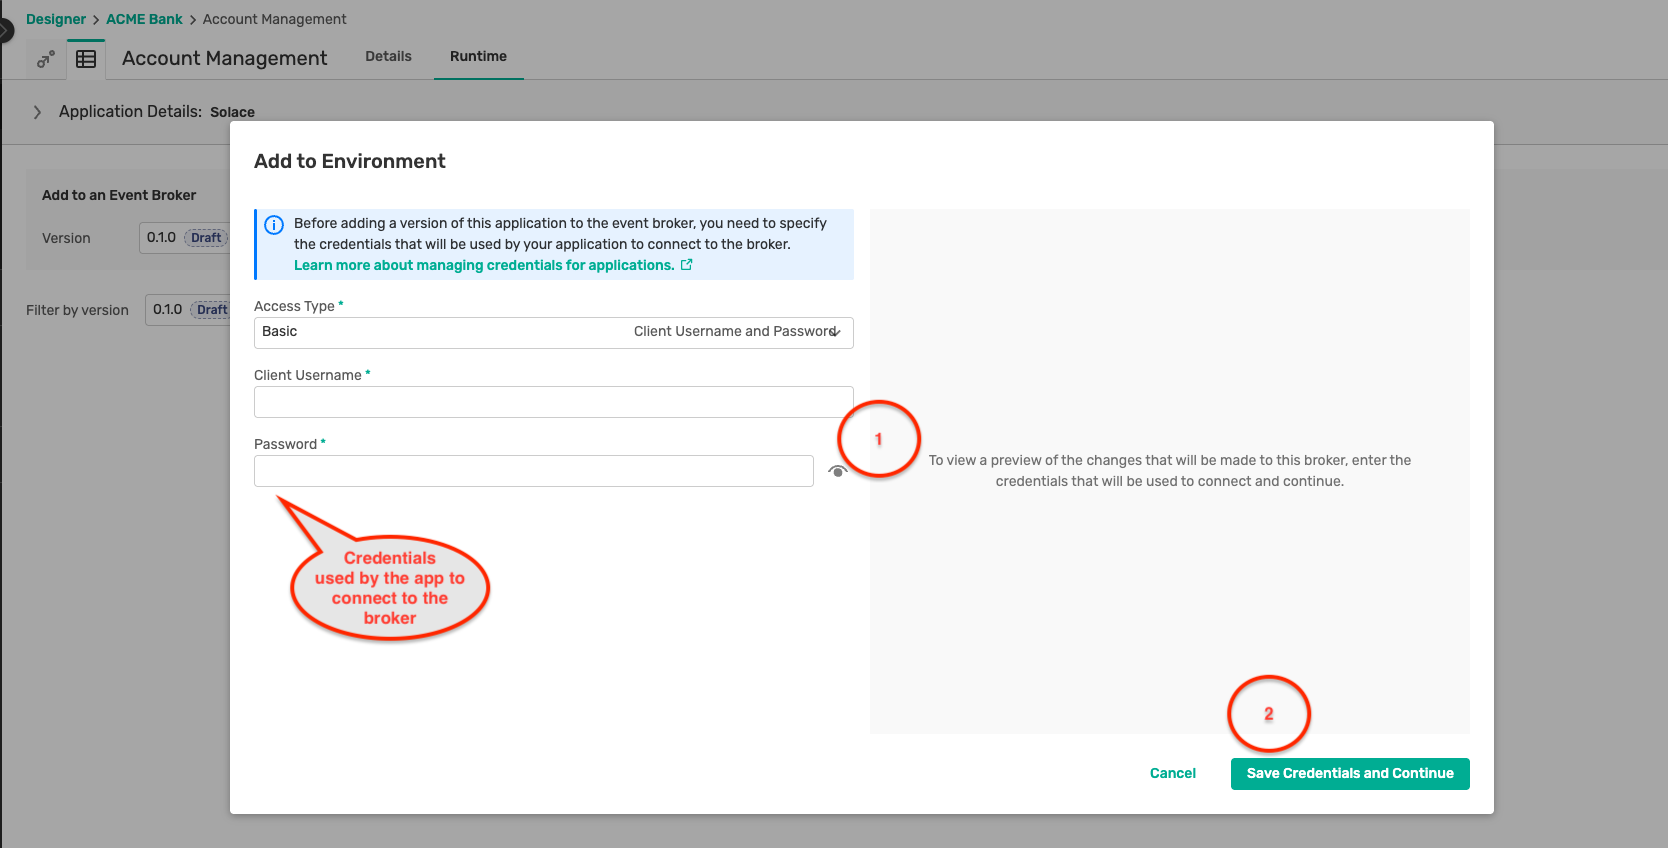 Designer > ACME Bank > Account Management
Account Management Details Runtime
Application Details: Solace
Add to an Event Broker
Version 0.1.0 Draft
Filter by version 0.1.0 Draft
Add to Environment
Before adding a version of this application to the event broker, you need to specify
the credentials that will be used by your application to connect to the broker.
Learn more about managing credentials for applications.
Access Type *
Basic Client Username and Password
Client Username *
Password *
1
To view a preview of the changes that will be made to this broker, enter the
credentials that will be used to connect and continue.
Credentials
used by the app to
connect to the
broker
2
Cancel Save Credentials and Continue